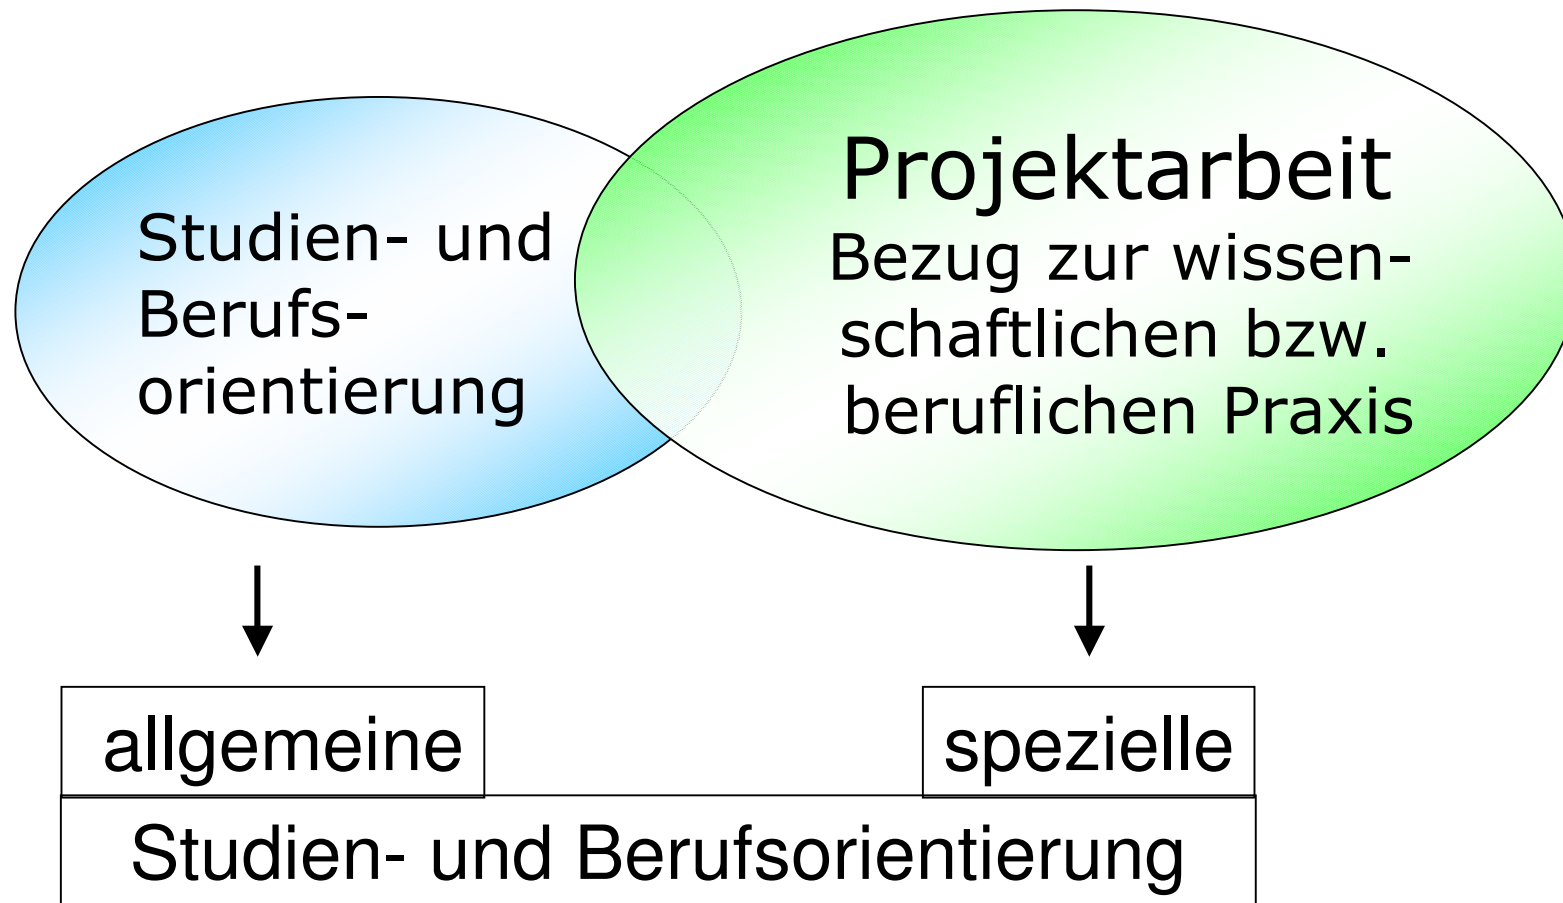 Studien- und
Berufs-
orientierung
Projektarbeit
Bezug zur wissen-
schaftlichen bzw.
beruflichen Praxis
allgemeine
spezielle
Studien- und Berufsorientierung